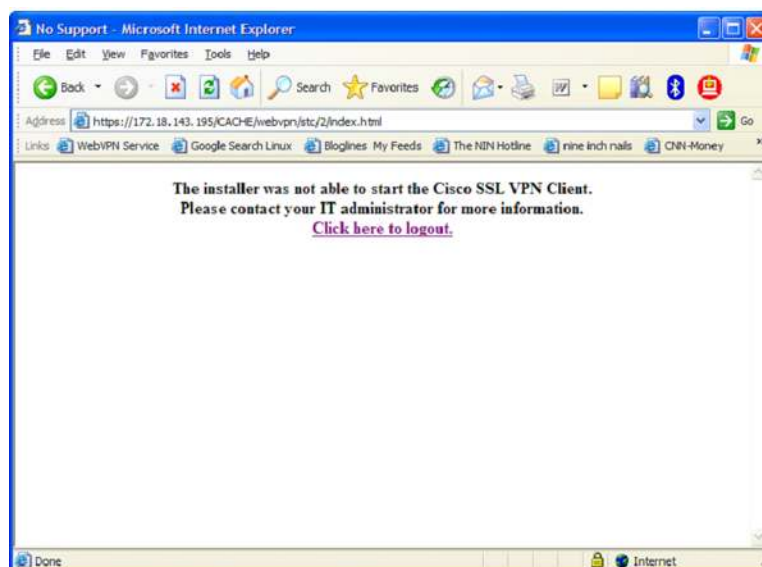 No Support - Microsoft Internet Explorer
File Edit View Favorites Tools Help
Back Search Favorites
Address https://172.18.143.195/CACHE/webvpn/stc/2/index.html Go
Links WebVPN Service Google Search Linux Bloglines My Feeds The NIN Hotline nine inch nails CNN-Money »
The installer was not able to start the Cisco SSL VPN Client.
Please contact your IT administrator for more information.
Click here to logout.
Done Internet